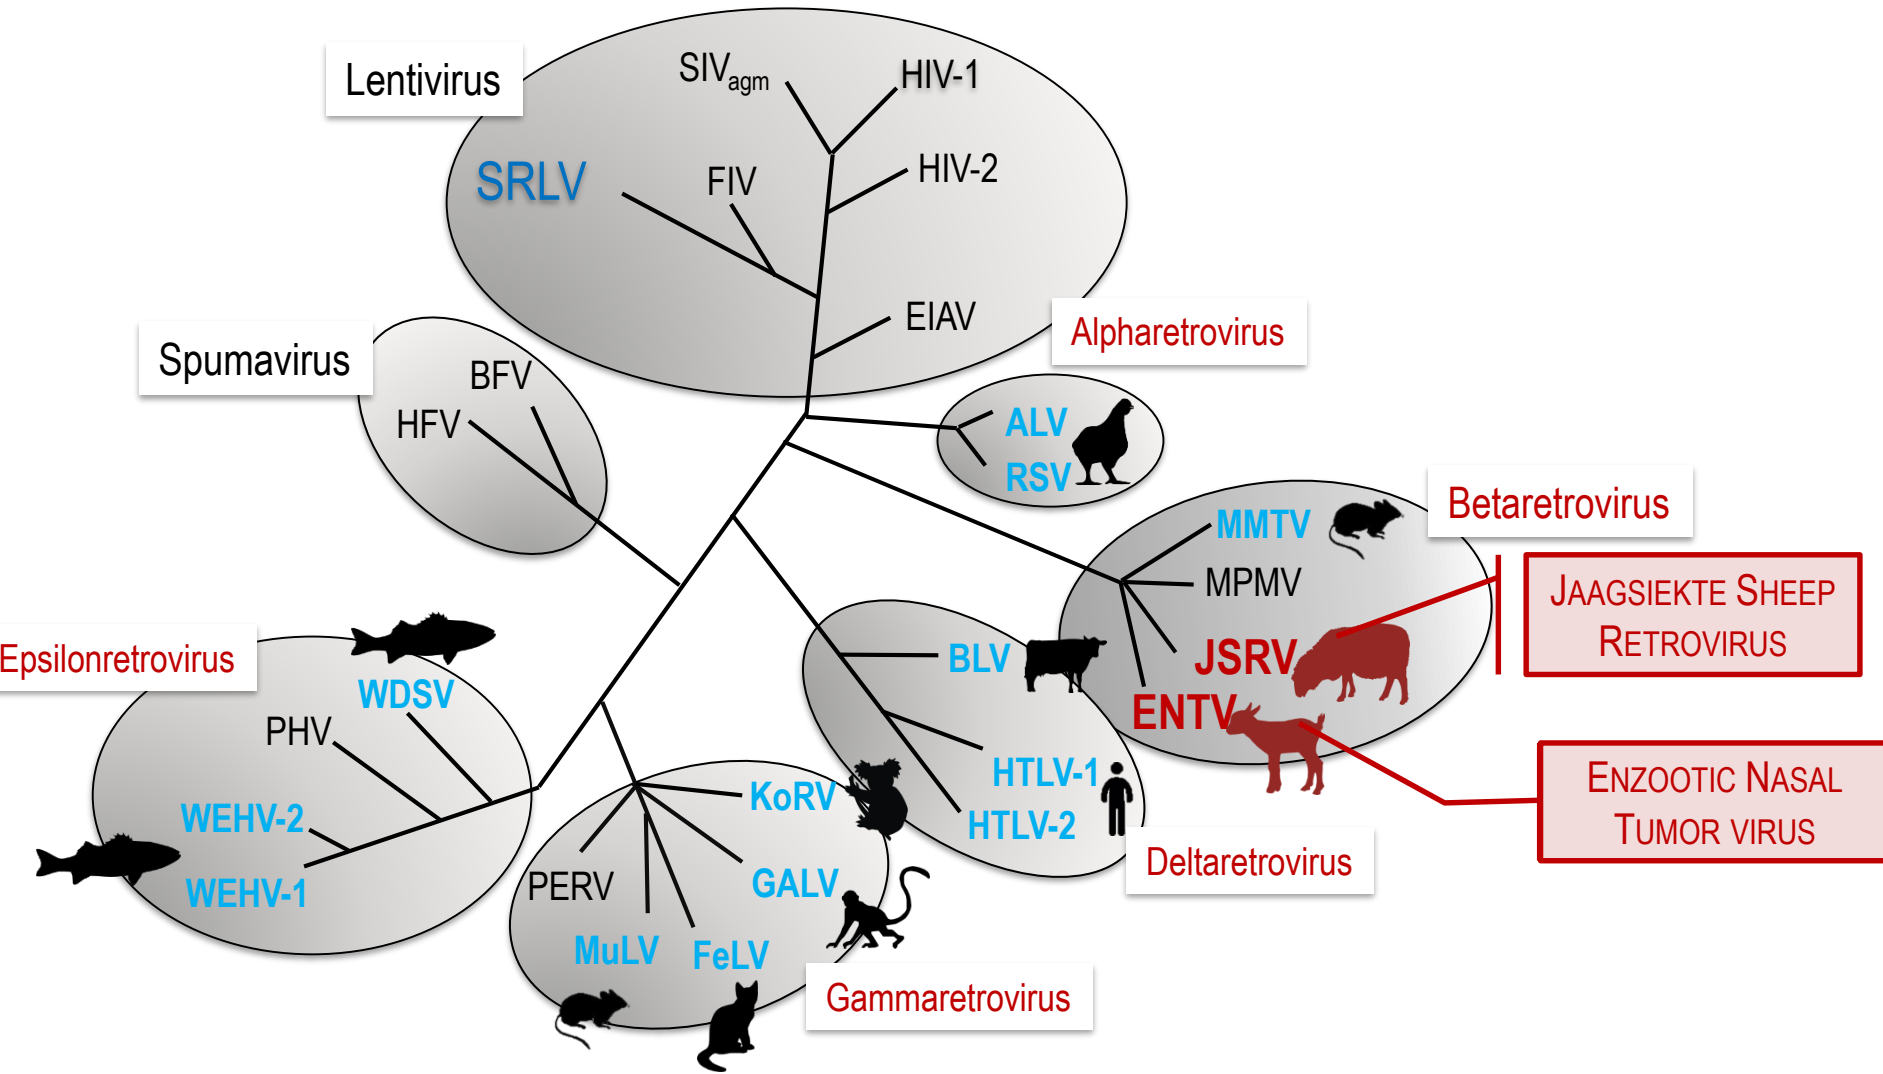 Lentivirus
SIVagm
HIV-1
SRLV
FIV
HIV-2
EIAV
Alpharetrovirus
Spumavirus
BFV
HFV
ALV
RSV
Betaretrovirus
MMTV
MPMV
JSRV
ENTV
JAAGSIEKTE SHEEP
RETROVIRUS
ENZOOTIC NASAL
TUMOR VIRUS
Epsilonretrovirus
WDSV
PHV
WEHV-2
WEHV-1
BLV
HTLV-1
HTLV-2
Deltaretrovirus
KoRV
GALV
PERV
MuLV
FeLV
Gammaretrovirus